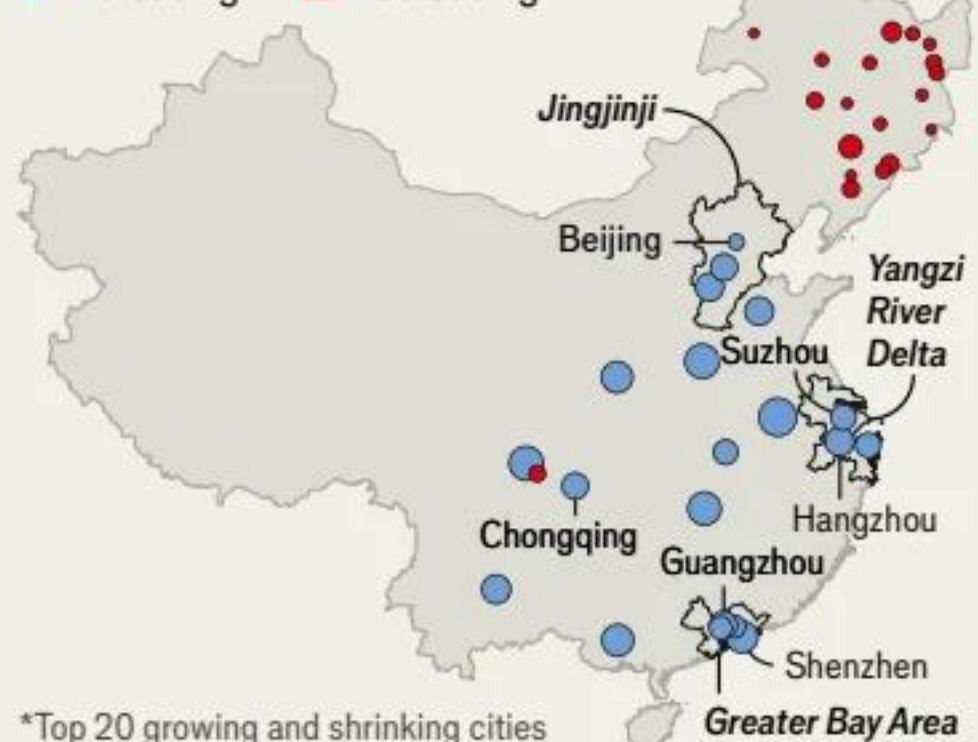 Jingjinji
Beijing
Yangzi
River
Delta
Suzhou
Hangzhou
Chongqing
Guangzhou
Shenzhen
Greater Bay Area
*Top 20 growing and shrinking cities